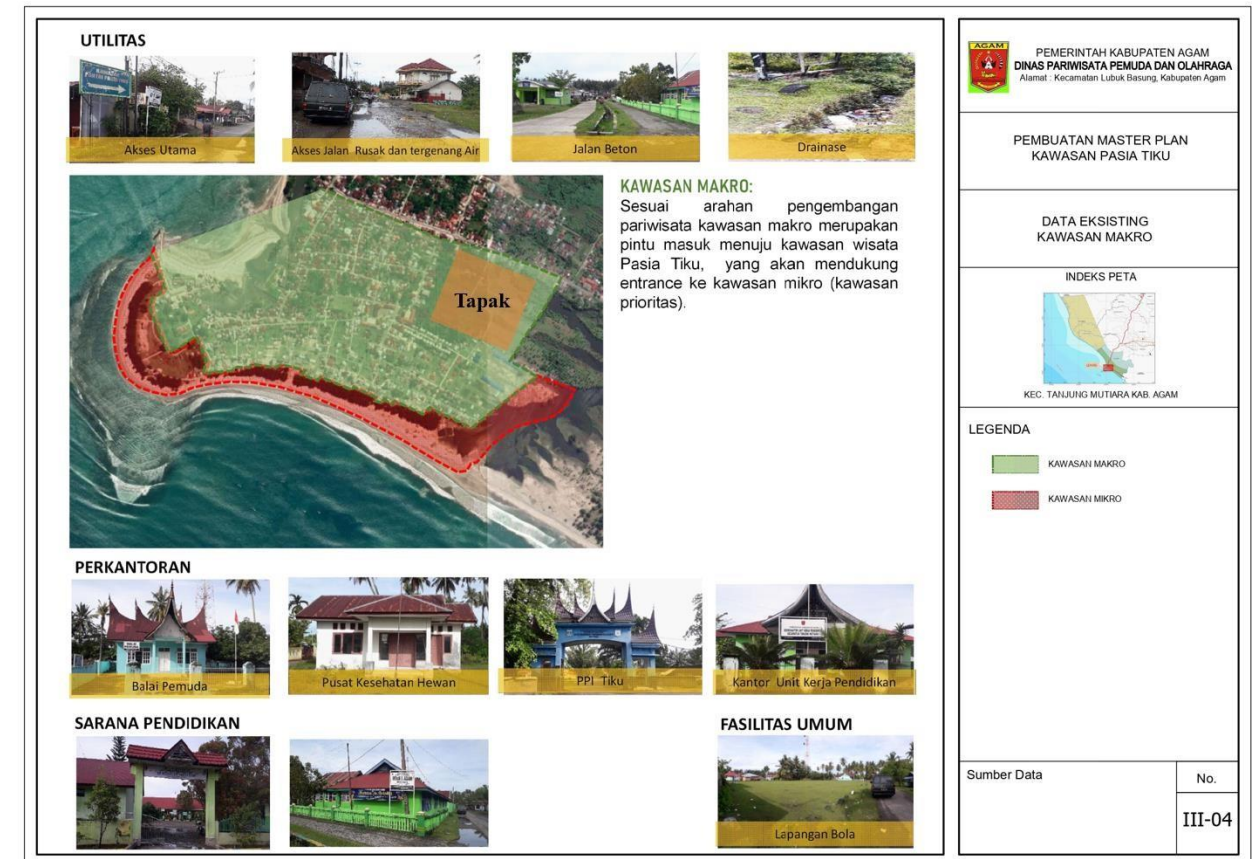 UTILITAS
Akses Utama
Akses Jalan Rusak dan tergenang Air
Jalan Beton
Drainase
Tapak
KAWASAN MAKRO:
Sesuai arahan pengembangan
pariwisata kawasan makro merupakan
pintu masuk menuju kawasan wisata
Pasia Tiku, yang akan mendukung
entrance ke kawasan mikro (kawasan
prioritas).
PERKANTORAN
Balai Pemuda
Pusat Kesehatan Hewan
PPI Tiku
Kantor Unit Kerja Pendidikan
SARANA PENDIDIKAN
FASILITAS UMUM
Lapangan Bola
AGAM
PEMERINTAH KABUPATEN AGAM
DINAS PARIWISATA PEMUDA DAN OLAHRAGA
Alamat : Kecamatan Lubuk Basung, Kabupaten Agam
PEMBUATAN MASTER PLAN
KAWASAN PASIA TIKU
DATA EKSISTING
KAWASAN MAKRO
INDEKS PETA
KEC. TANJUNG MUTIARA KAB. AGAM
LEGENDA
KAWASAN MAKRO
KAWASAN MIKRO
Sumber Data
No.
III-04